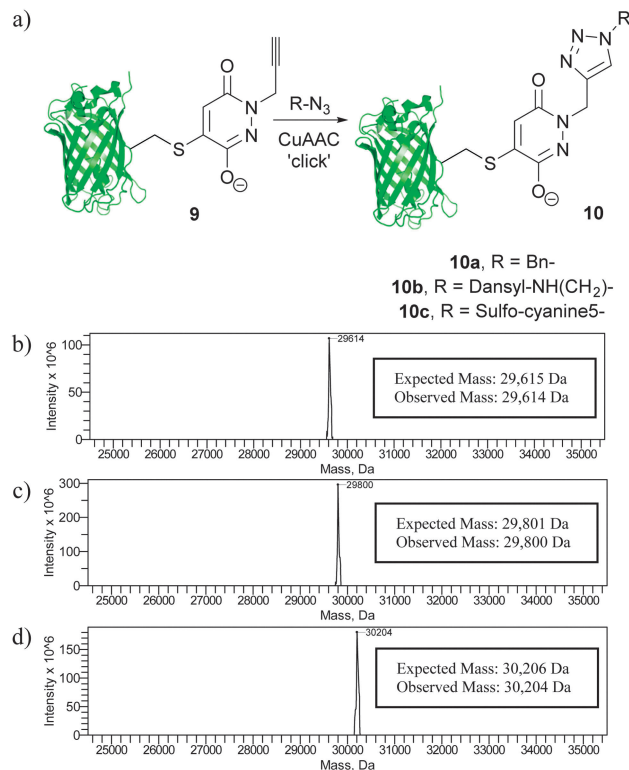 a)
R
N
N
N
O
N
N
S
O
⊖
9
R-N3
CuAAC
'click'
O
N
N
S
O
⊖
10
10a, R = Bn-
10b, R = Dansyl-NH(CH2)-
10c, R = Sulfo-cyanine5-
b)
Intensity x 10^6
100
50
0
29614
Expected Mass: 29,615 Da
Observed Mass: 29,614 Da
25000 26000 27000 28000 29000 30000 31000 32000 33000 34000 35000
Mass, Da
c)
Intensity x 10^6
300
200
100
0
29800
Expected Mass: 29,801 Da
Observed Mass: 29,800 Da
25000 26000 27000 28000 29000 30000 31000 32000 33000 34000 35000
Mass, Da
d)
Intensity x 10^6
150
100
50
0
30204
Expected Mass: 30,206 Da
Observed Mass: 30,204 Da
25000 26000 27000 28000 29000 30000 31000 32000 33000 34000 35000
Mass, Da